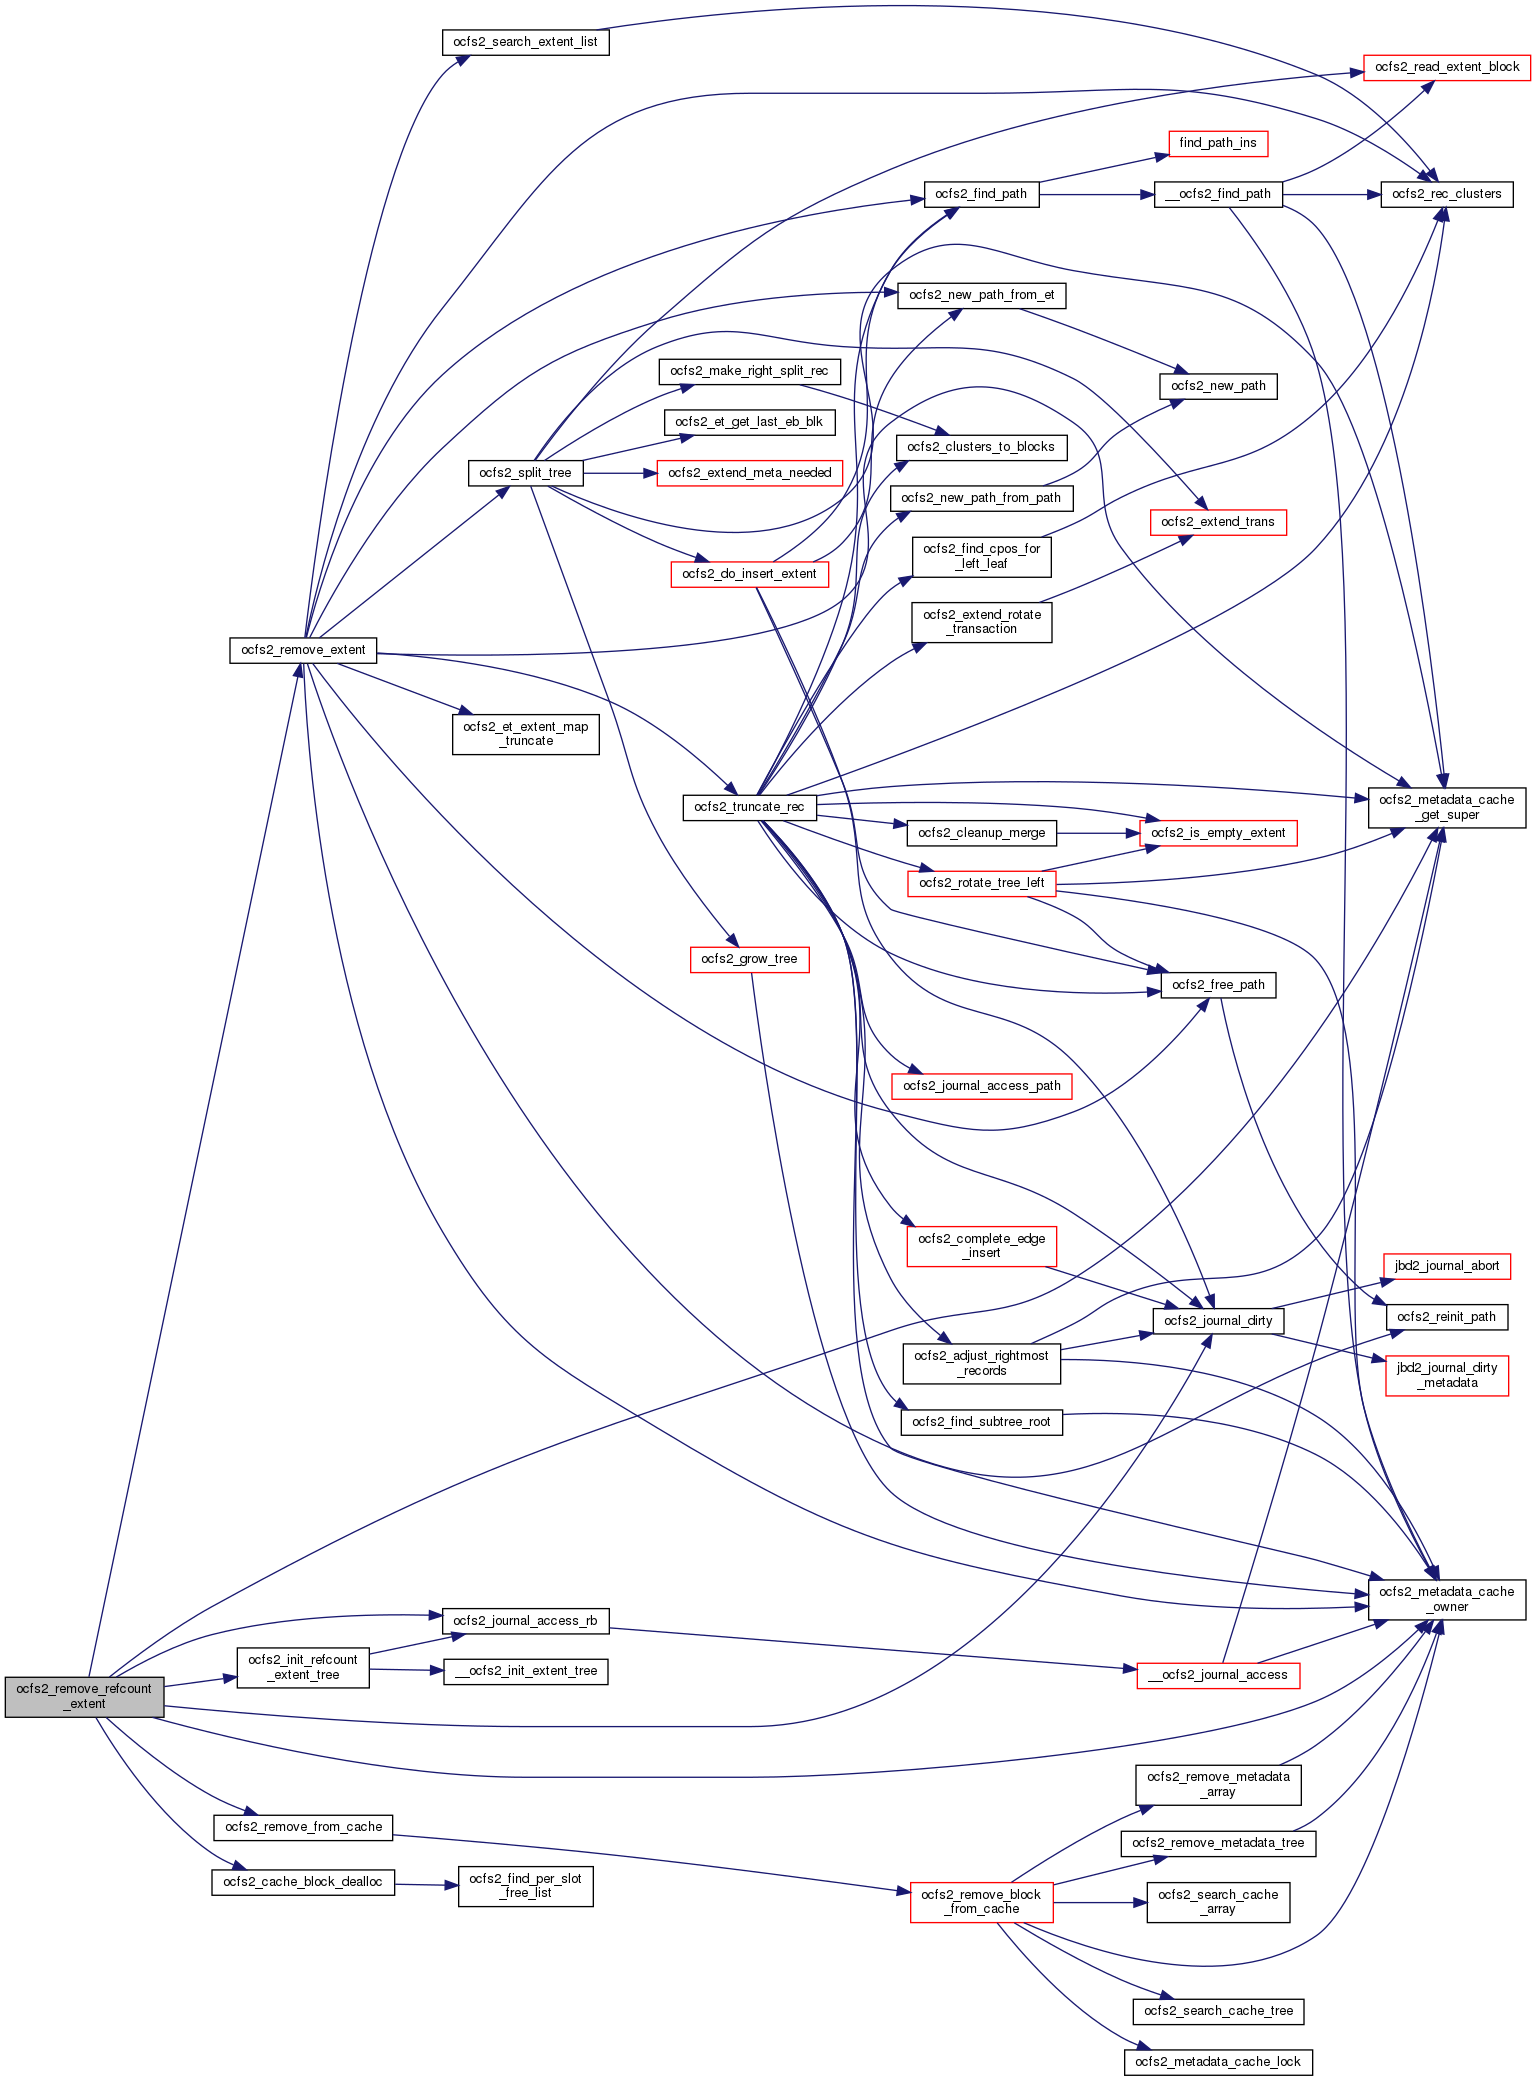 ocfs2_search_extent_list
ocfs2_read_extent_block
find_path_ins
ocfs2_find_path
__ocfs2_find_path
ocfs2_rec_clusters
ocfs2_new_path_from_et
ocfs2_make_right_split_rec
ocfs2_new_path
ocfs2_et_get_last_eb_blk
ocfs2_clusters_to_blocks
ocfs2_split_tree
ocfs2_extend_meta_needed
ocfs2_new_path_from_path
ocfs2_extend_trans
ocfs2_find_cpos_for
_left_leaf
ocfs2_do_insert_extent
ocfs2_extend_rotate
_transaction
ocfs2_remove_extent
ocfs2_et_extent_map
_truncate
ocfs2_truncate_rec
ocfs2_metadata_cache
_get_super
ocfs2_cleanup_merge
ocfs2_is_empty_extent
ocfs2_rotate_tree_left
ocfs2_grow_tree
ocfs2_free_path
ocfs2_journal_access_path
ocfs2_complete_edge
_insert
jbd2_journal_abort
ocfs2_journal_dirty
ocfs2_reinit_path
ocfs2_adjust_rightmost
_records
jbd2_journal_dirty
_metadata
ocfs2_find_subtree_root
ocfs2_metadata_cache
_owner
ocfs2_journal_access_rb
ocfs2_init_refcount
_extent_tree
__ocfs2_init_extent_tree
__ocfs2_journal_access
ocfs2_remove_refcount
_extent
ocfs2_remove_metadata
_array
ocfs2_remove_from_cache
ocfs2_remove_metadata_tree
ocfs2_cache_block_dealloc
ocfs2_find_per_slot
_free_list
ocfs2_remove_block
_from_cache
ocfs2_search_cache
_array
ocfs2_search_cache_tree
ocfs2_metadata_cache_lock